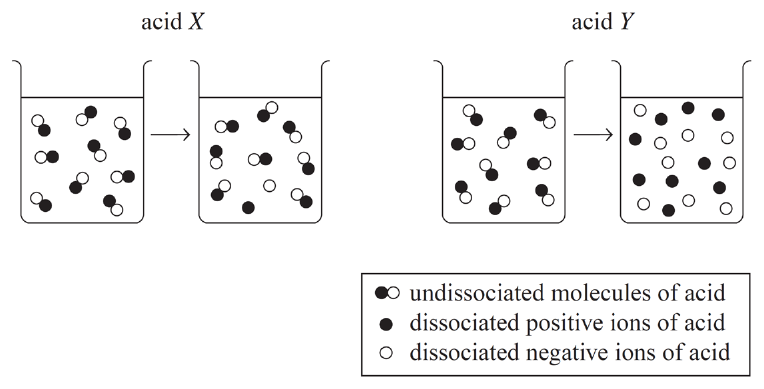 acid X
acid Y
undissociated molecules of acid
dissociated positive ions of acid
dissociated negative ions of acid